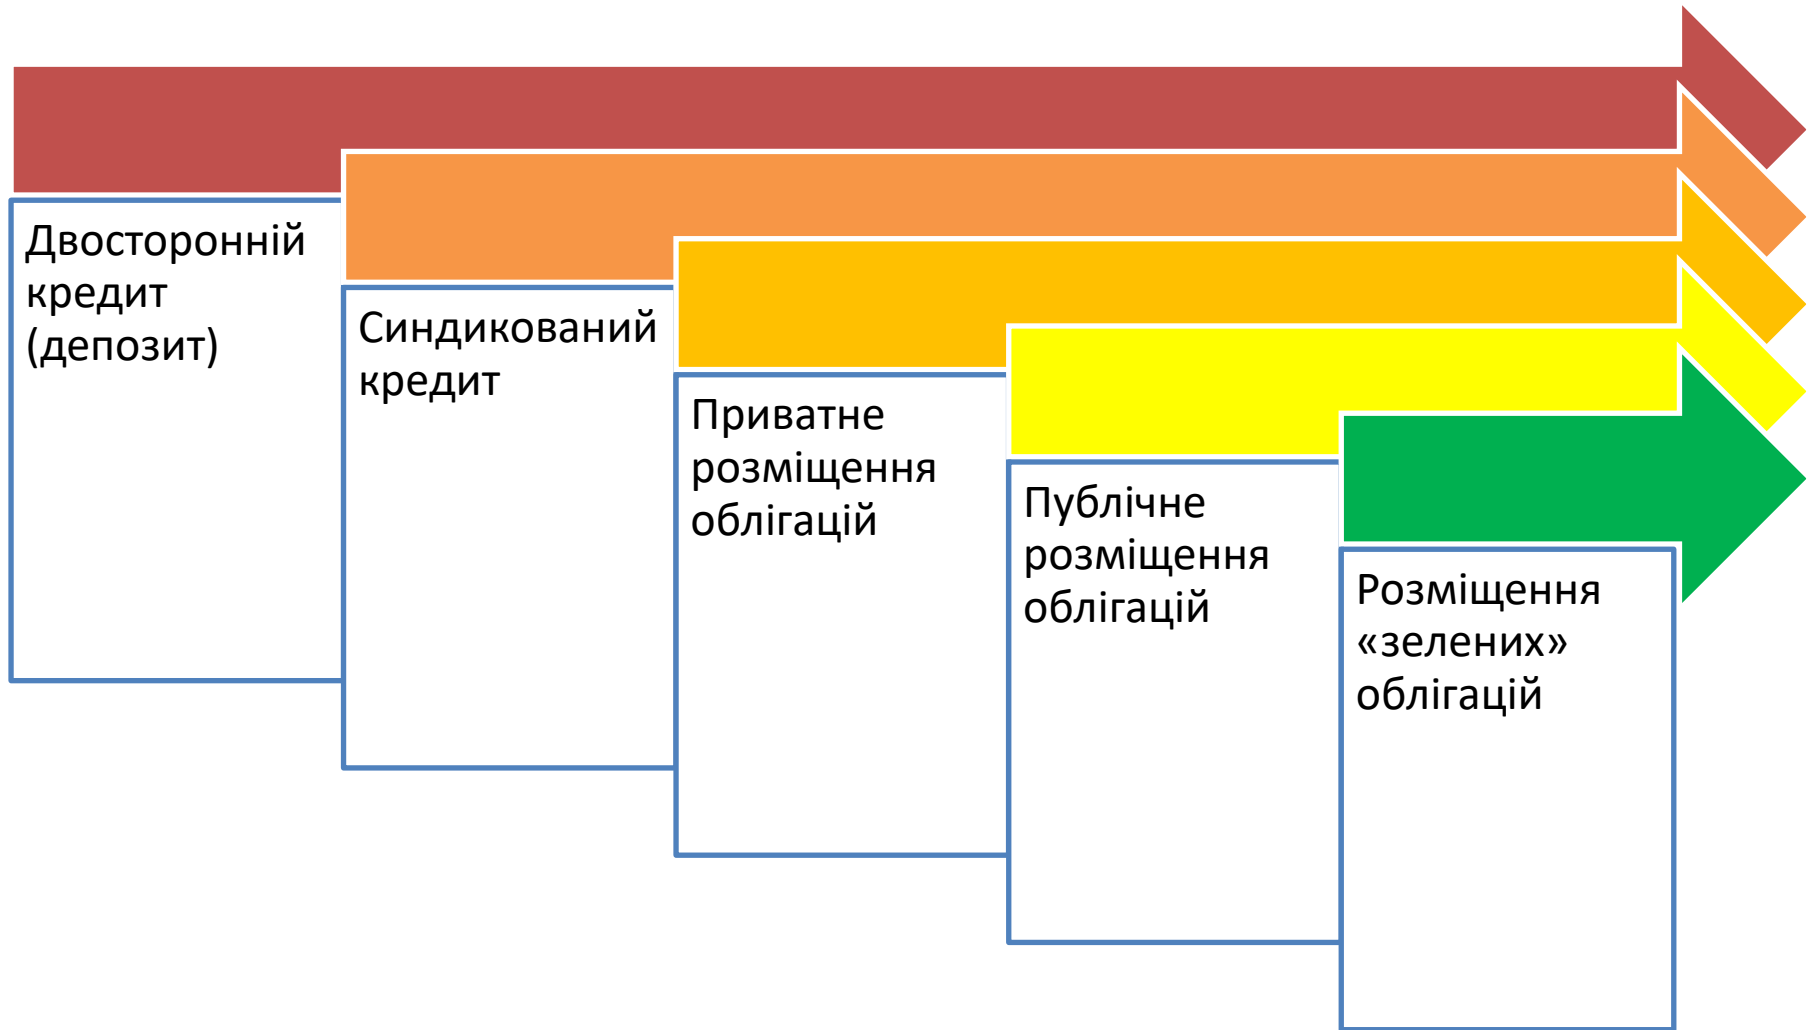 Двосторонній
кредит
(депозит)
Синдикований
кредит
Приватне
розміщення
облігацій
Публічне
розміщення
облігацій
Розміщення
«зелених»
облігацій